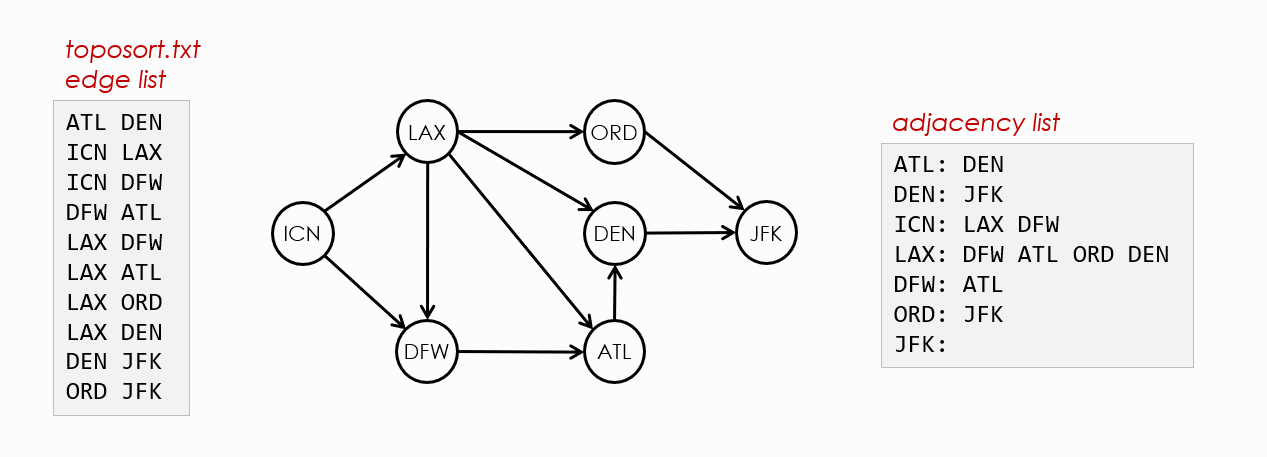 toposort.txt
edge list
ATL DEN
ICN LAX
ICN DFW
DFW ATL
LAX DFW
LAX ATL
LAX ORD
LAX DEN
DEN JFK
ORD JFK
LAX
ORD
ICN
DEN
JFK
DFW
ATL
adjacency list
ATL: DEN
DEN: JFK
ICN: LAX DFW
LAX: DFW ATL ORD DEN
DFW: ATL
ORD: JFK
JFK: